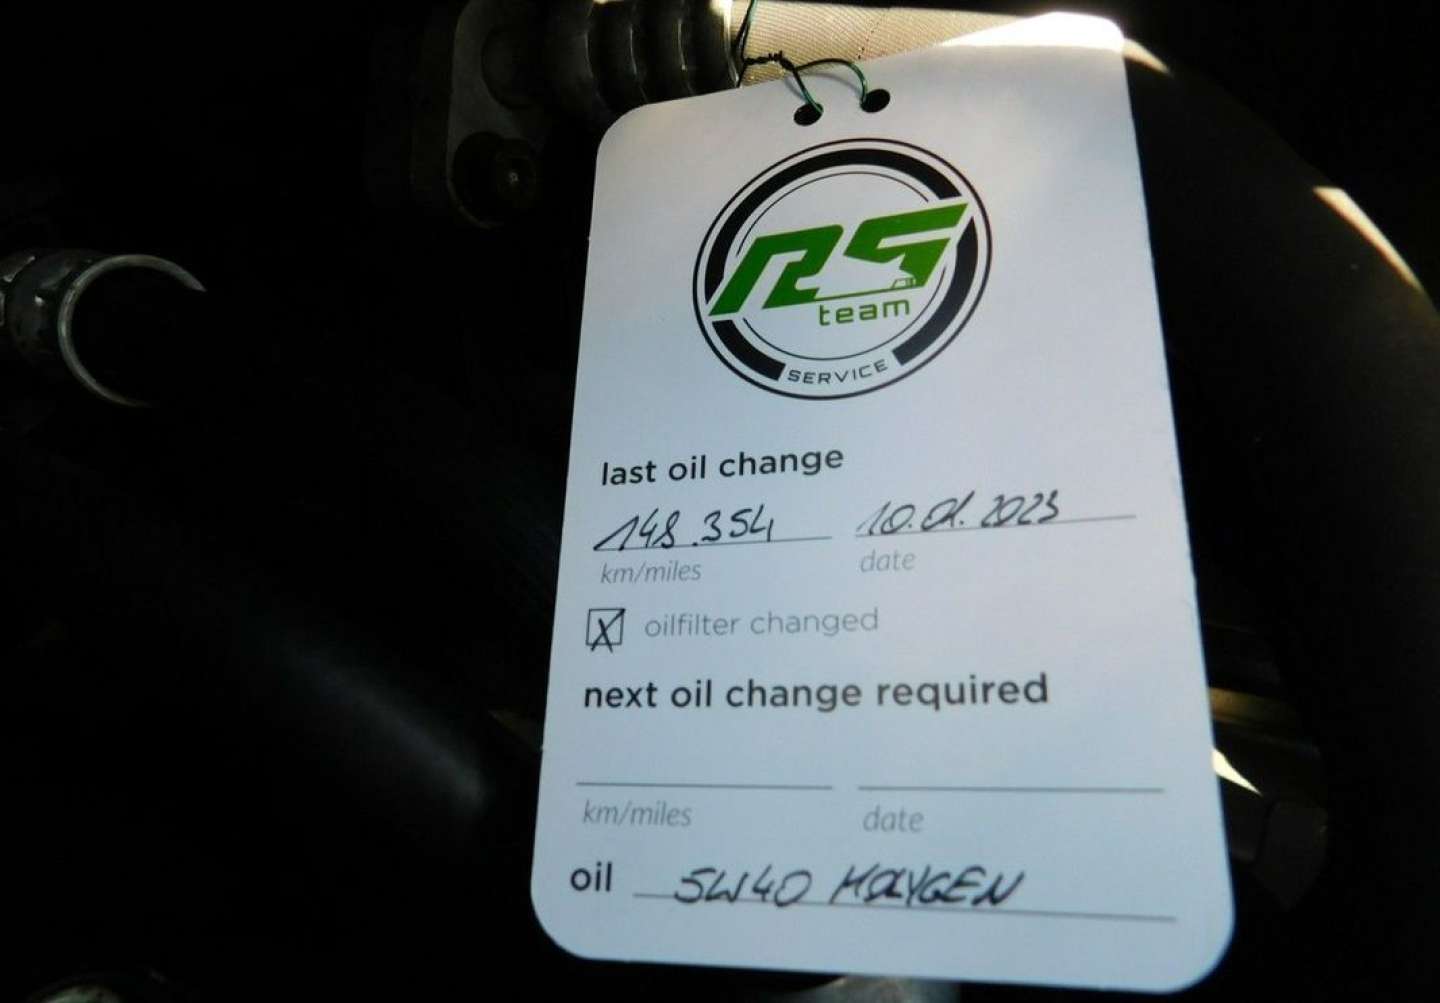 RS
team
SERVICE
last oil change
148.354 10.01.2023
km/miles date
X oilfilter changed
next oil change required
km/miles date
oil 5W40 MOLYGEN